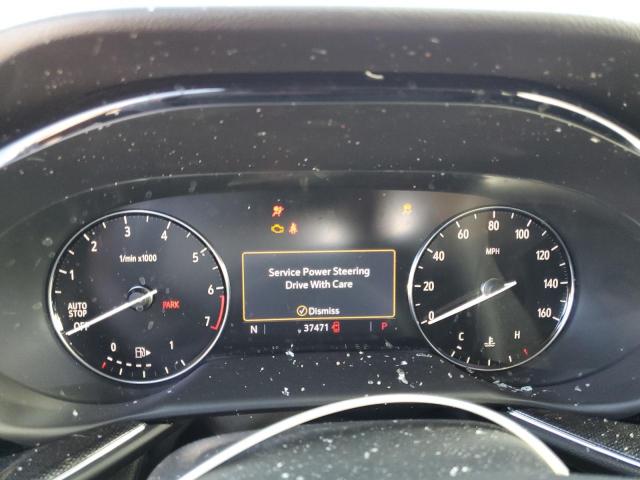 1/min x1000
1
2
3
4
5
6
7
AUTO
STOP
OFF
PARK
0
1
Service Power Steering
Drive With Care
Dismiss
N
37471
P
0
20
40
60
80
100
120
140
160
MPH
C
H